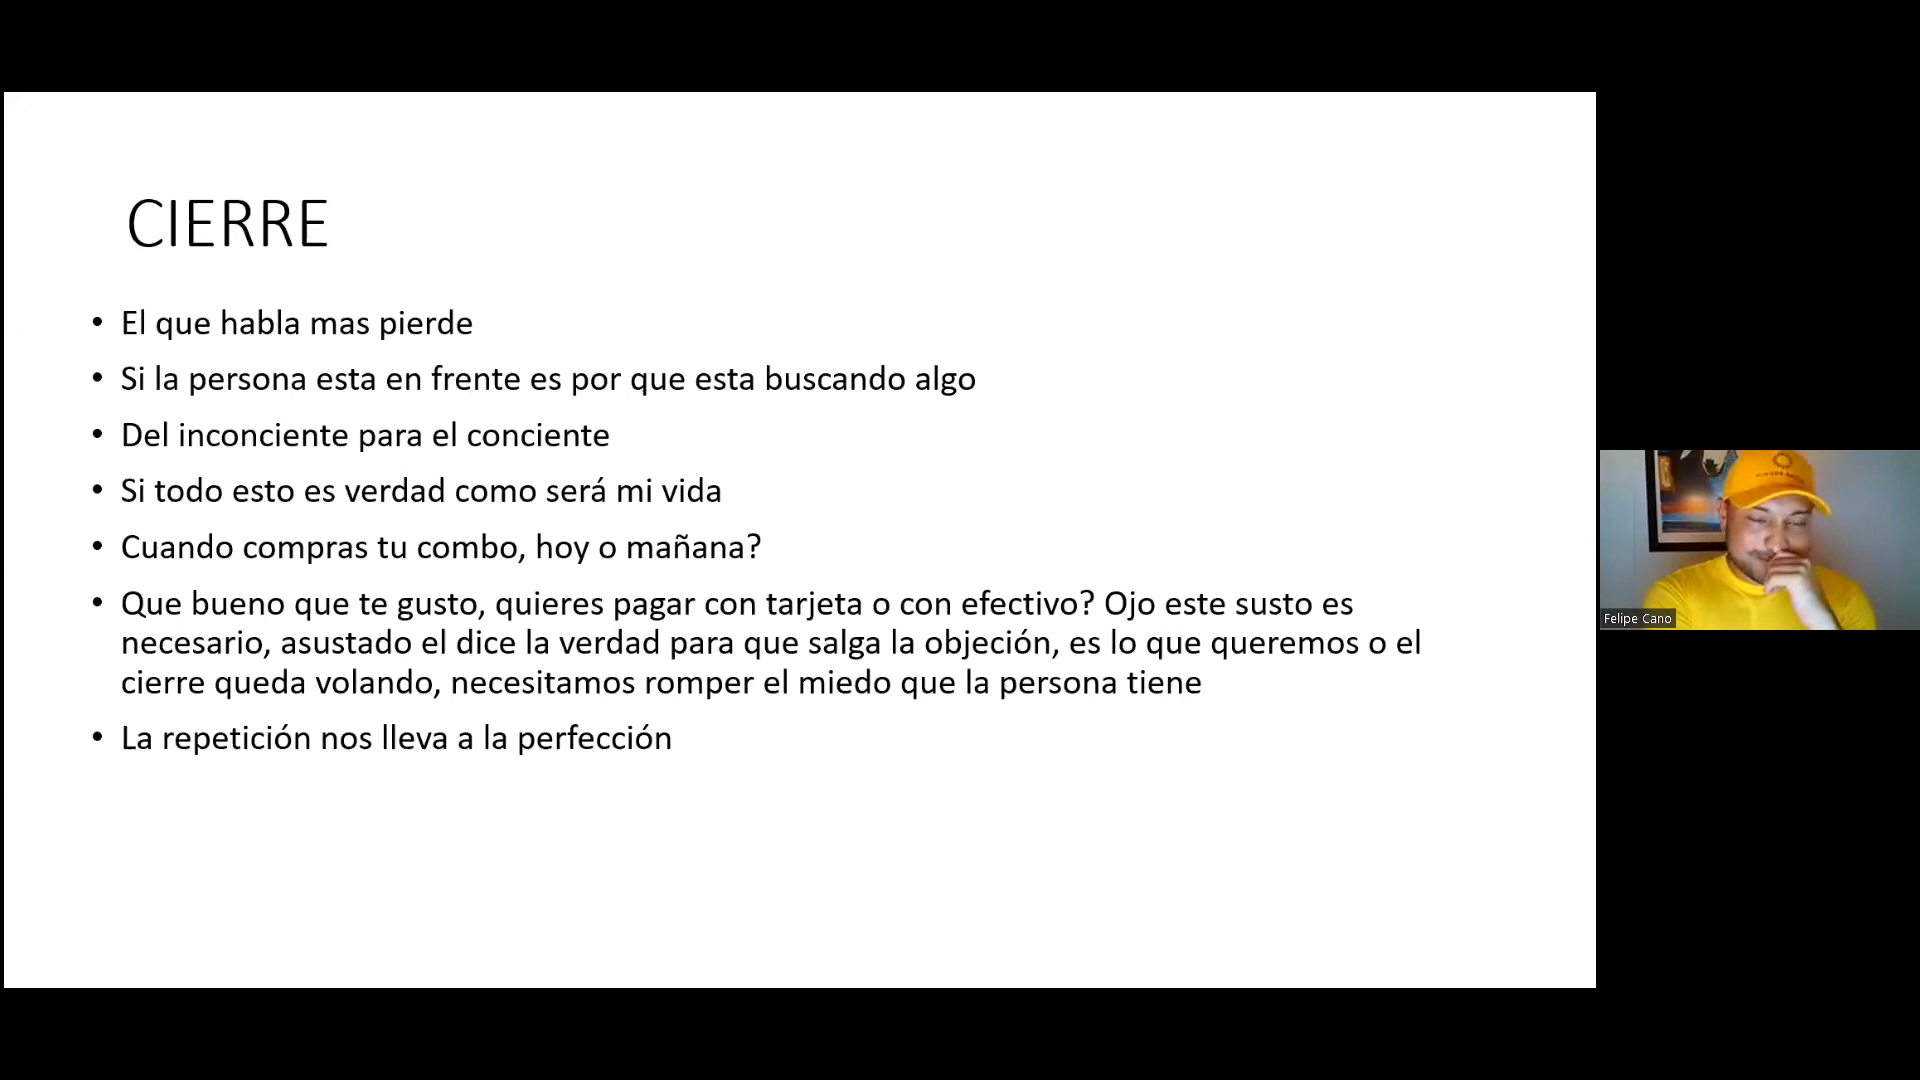 CIERRE
• El que habla mas pierde
• Si la persona esta en frente es por que esta buscando algo
• Del inconciente para el conciente
• Si todo esto es verdad como será mi vida
• Cuando compras tu combo, hoy o mañana?
• Que bueno que te gusto, quieres pagar con tarjeta o con efectivo? Ojo este susto es
necesario, asustado el dice la verdad para que salga la objeción, es lo que queremos o el
cierre queda volando, necesitamos romper el miedo que la persona tiene
• La repetición nos lleva a la perfección
Felipe Cano